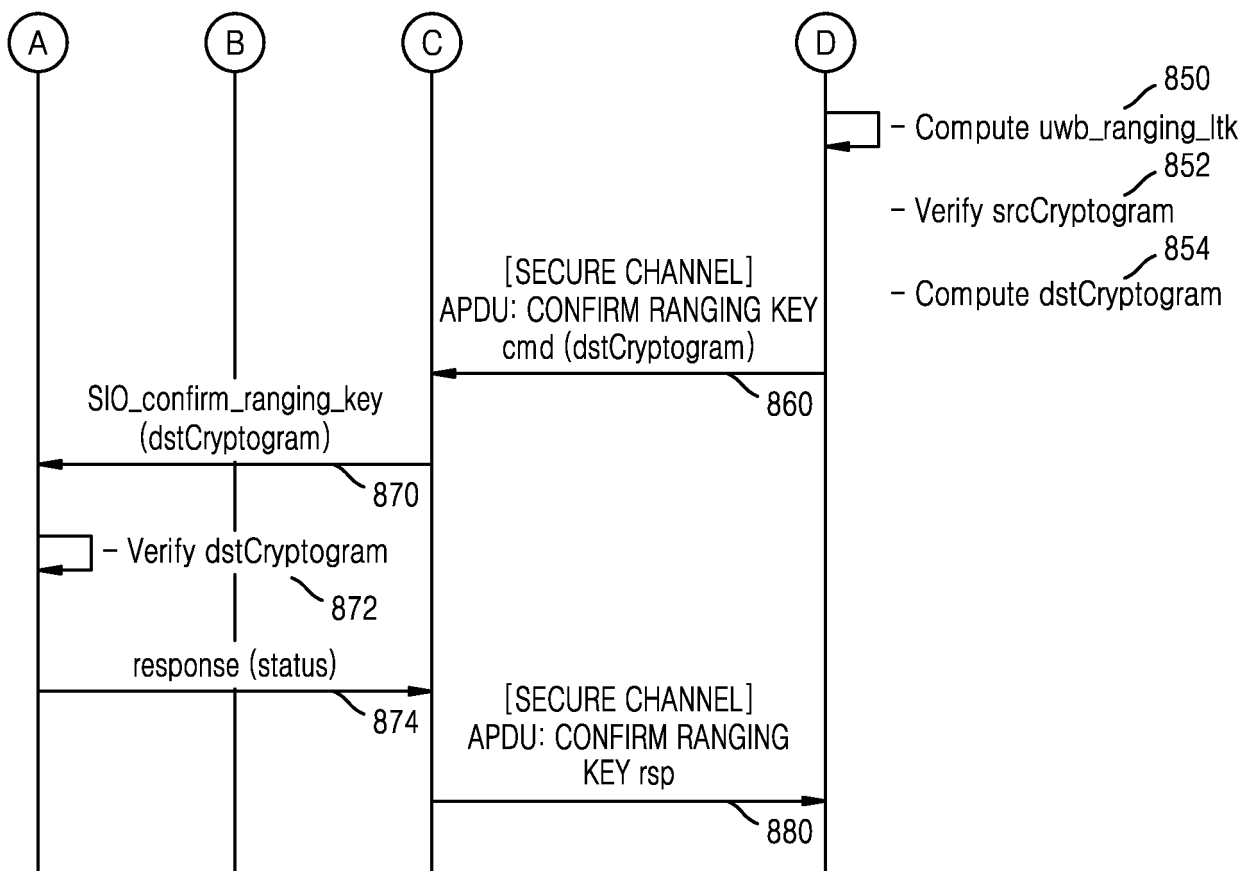 A
B
C
D
850
- Compute uwb_ranging_ltk
852
- Verify srcCryptogram
854
- Compute dstCryptogram
[SECURE CHANNEL]
APDU: CONFIRM RANGING KEY
cmd (dstCryptogram)
860
SIO_confirm_ranging_key
(dstCryptogram)
870
- Verify dstCryptogram
872
response (status)
874
[SECURE CHANNEL]
APDU: CONFIRM RANGING
KEY rsp
880